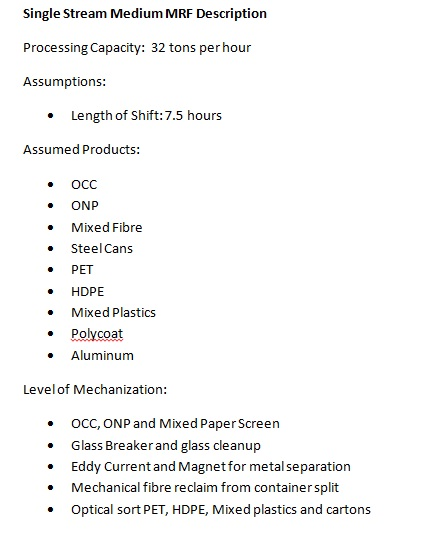 Single Stream Medium MRF Description
Processing Capacity: 32 tons per hour
Assumptions:
• Length of Shift: 7.5 hours
Assumed Products:
• OCC
• ONP
• Mixed Fibre
• Steel Cans
• PET
• HDPE
• Mixed Plastics
• Polycoat
• Aluminum
Level of Mechanization:
• OCC, ONP and Mixed Paper Screen
• Glass Breaker and glass cleanup
• Eddy Current and Magnet for metal separation
• Mechanical fibre reclaim from container split
• Optical sort PET, HDPE, Mixed plastics and cartons